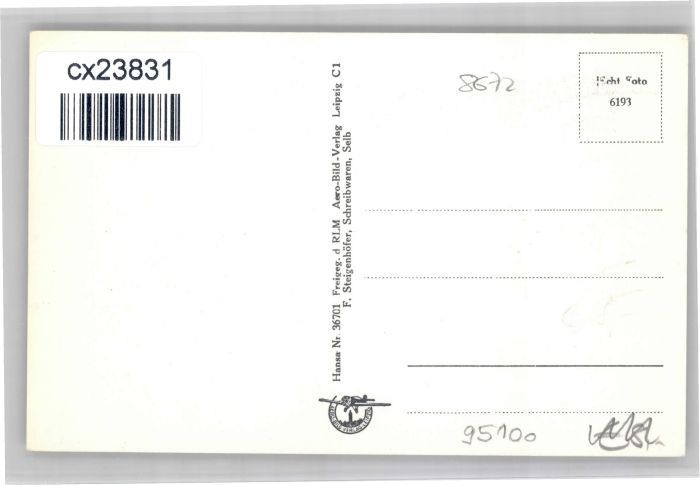 cx23831
8672
Echt Foto
6193
Hansa Nr. 36701 Freigeg. d RLM Aero-Bild-Verlag Leipzig C1
F. Steigenhöfer, Schreibwaren, Selb
95100